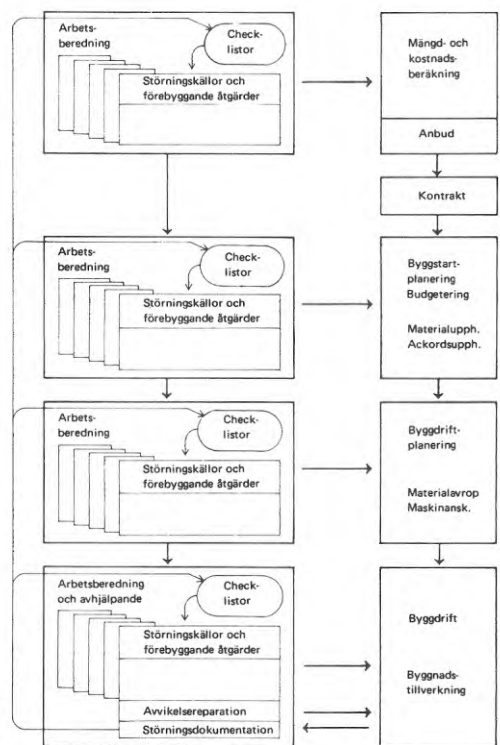 Arbets-
beredning
Check-
listor
Störningskällor och
förebyggande åtgärder
Mängd- och
kostnads-
beräkning
Anbud
Kontrakt
Arbets-
beredning
Check-
listor
Störningskällor och
förebyggande åtgärder
Byggstart-
planering
Budgetering
Materialupph.
Ackordsupph.
Arbets-
beredning
Check-
listor
Störningskällor och
förebyggande åtgärder
Byggdrift-
planering
Materialavrop
Maskinansk.
Arbetsberedning
och avhjälpande
Check-
listor
Störningskällor och
förebyggande åtgärder
Avvikelsereparation
Störningsdokumentation
Byggdrift
Byggnads-
tillverkning